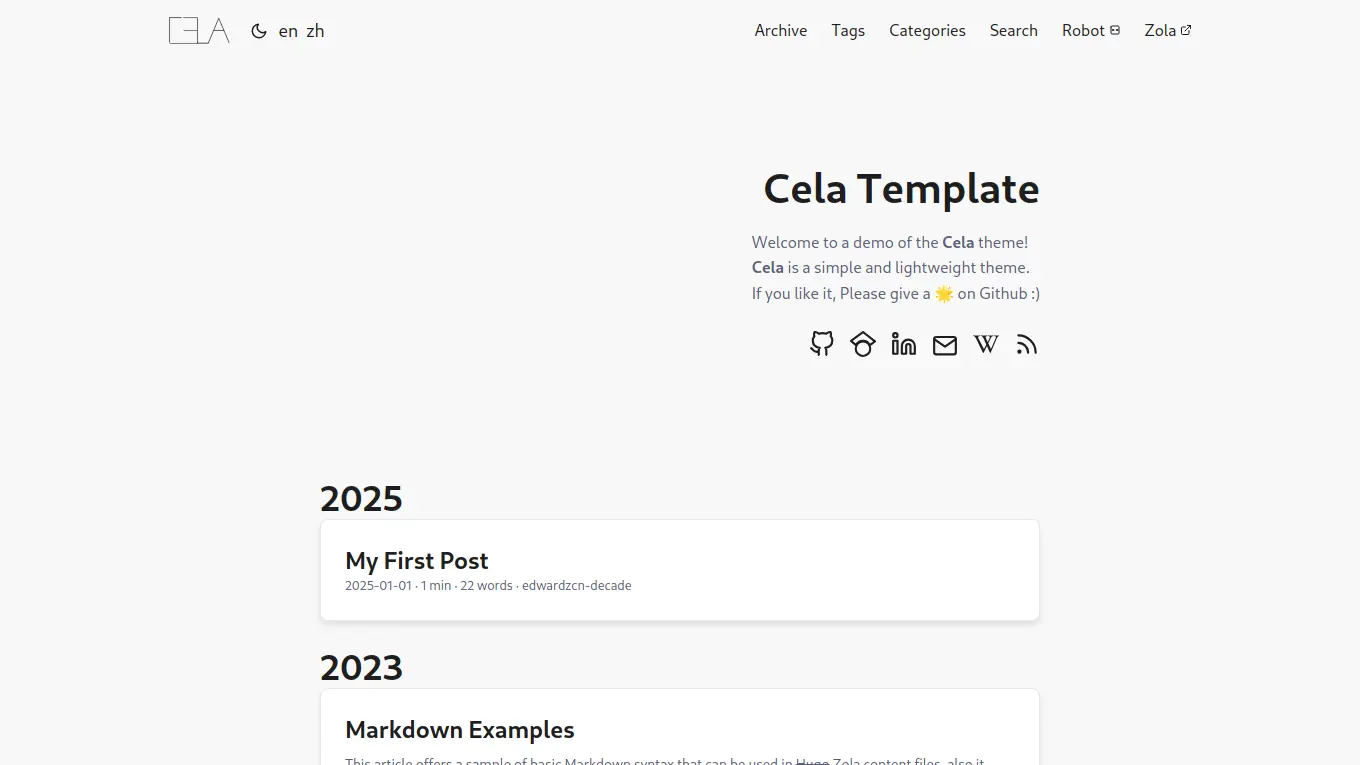 CELA en zh Archive Tags Categories Search Robot Zola
Cela Template
Welcome to a demo of the Cela theme!
Cela is a simple and lightweight theme.
If you like it, Please give a 🌟 on Github :)
W
2025
My First Post
2025-01-01 · 1 min · 22 words · edwardzcn-decade
2023
Markdown Examples
This article offers a sample of basic Markdown syntax that can be used in Hugo Zola content files, also it